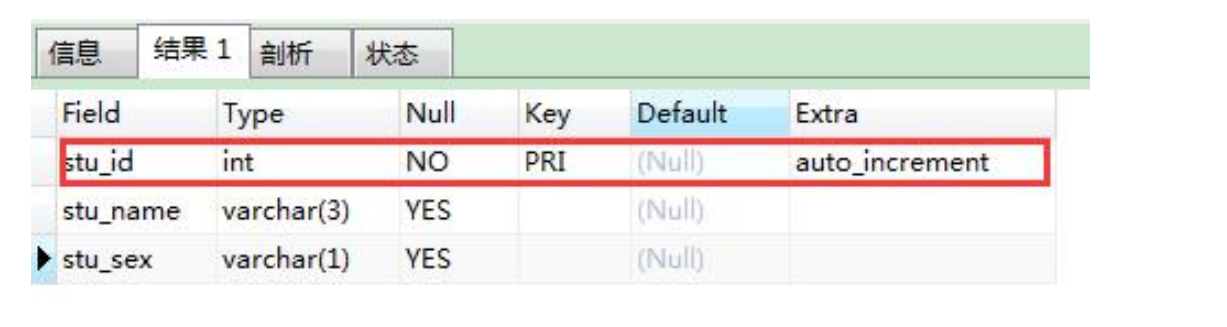 信息 结果 1 剖析 状态
Field Type Null Key Default Extra
stu_id int NO PRI (Null) auto_increment
stu_name varchar(3) YES (Null)
stu_sex varchar(1) YES (Null)